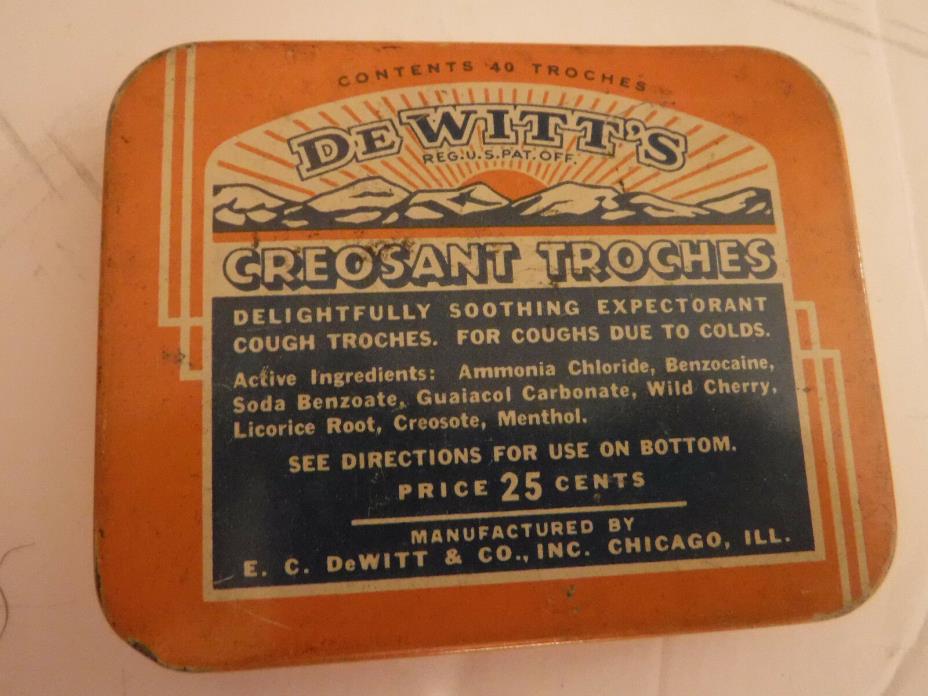 CONTENTS 40 TROCHES
DE WITT'S
REG. U.S. PAT. OFF.
CREOSANT TROCHES
DELIGHTFULLY SOOTHING EXPECTORANT
COUGH TROCHES. FOR COUGHS DUE TO COLDS.
Active Ingredients: Ammonia Chloride, Benzocaine,
Soda Benzoate, Guaiacol Carbonate, Wild Cherry,
Licorice Root, Creosote, Menthol.
SEE DIRECTIONS FOR USE ON BOTTOM.
PRICE 25 CENTS
MANUFACTURED BY
E. C. DeWITT & CO., INC. CHICAGO, ILL.